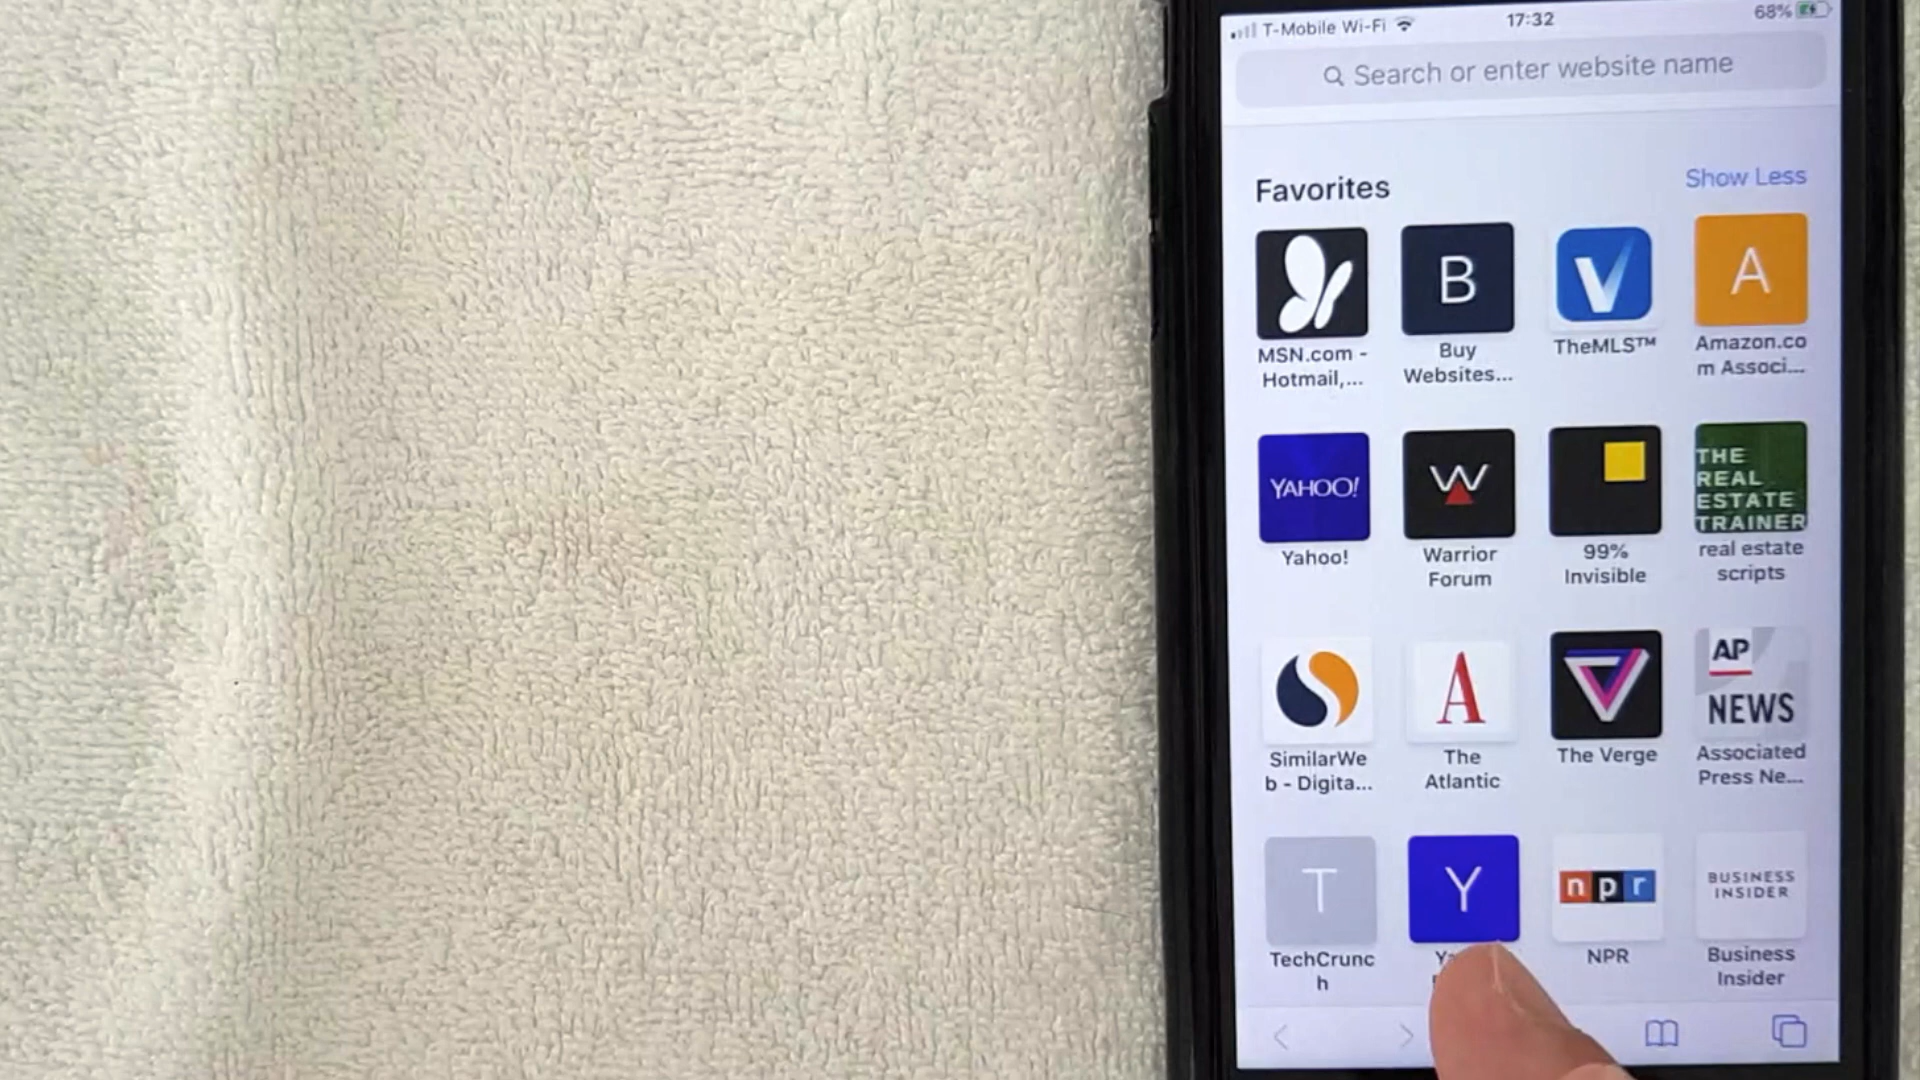 T-Mobile Wi-Fi 17:32 68%
Search or enter website name
Favorites Show Less
B A
MSN.com - Buy TheMLS™ Amazon.co
Hotmail,... Websites... m Associ...
YAHOO! W THE
REAL
ESTATE
TRAINER
Yahoo! Warrior 99% real estate
Forum Invisible scripts
A AP
NEWS
SimilarWe The The Verge Associated
b - Digita... Atlantic Press Ne...
T Y npr BUSINESS
INSIDER
TechCrunc NPR Business
h Insider